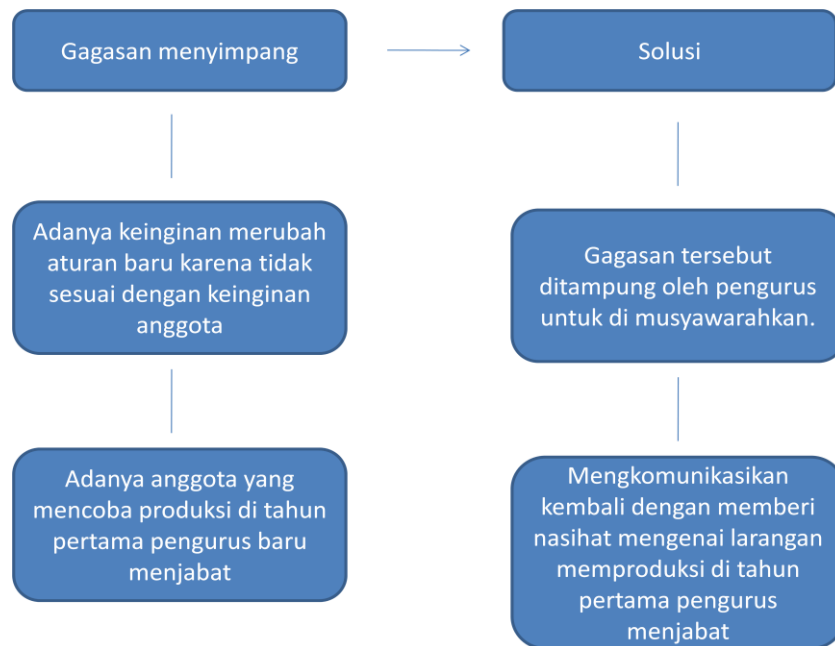 Gagasan menyimpang
Solusi
Adanya keinginan merubah
aturan baru karena tidak
sesuai dengan keinginan
anggota
Gagasan tersebut
ditampung oleh pengurus
untuk di musyawarahkan.
Adanya anggota yang
mencoba produksi di tahun
pertama pengurus baru
menjabat
Mengkomunikasikan
kembali dengan memberi
nasihat mengenai larangan
memproduksi di tahun
pertama pengurus
menjabat